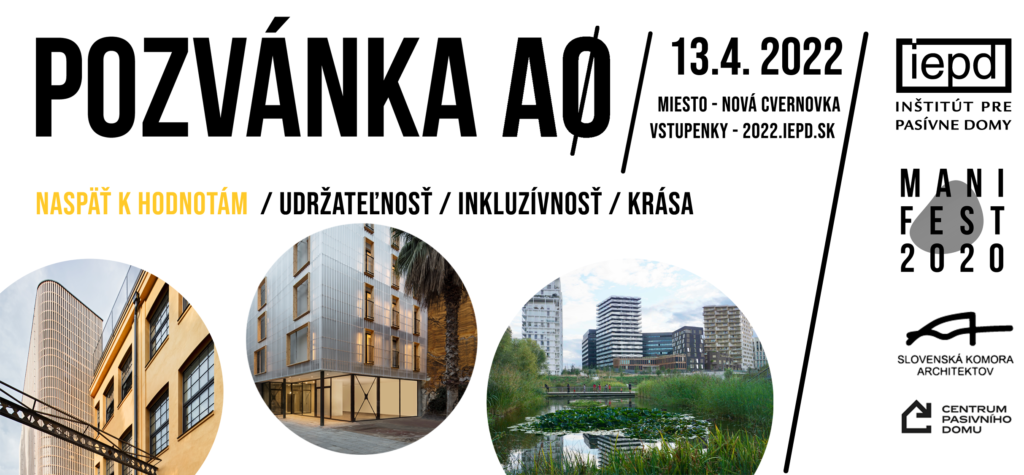 POZVÁNKA AØ
13.4. 2022
MIESTO - NOVÁ CVERNOVKA
VSTUPENKY - 2022.IEPD.SK
NASPÄŤ K HODNOTÁM / UDRŽATEĽNOSŤ / INKLUZÍVNOSŤ / KRÁSA
iepd
INŠTITÚT PRE
PASÍVNE DOMY
MANI
FEST
2020
SLOVENSKÁ KOMORA
ARCHITEKTOV
CENTRUM
PASIVNÍHO
DOMU